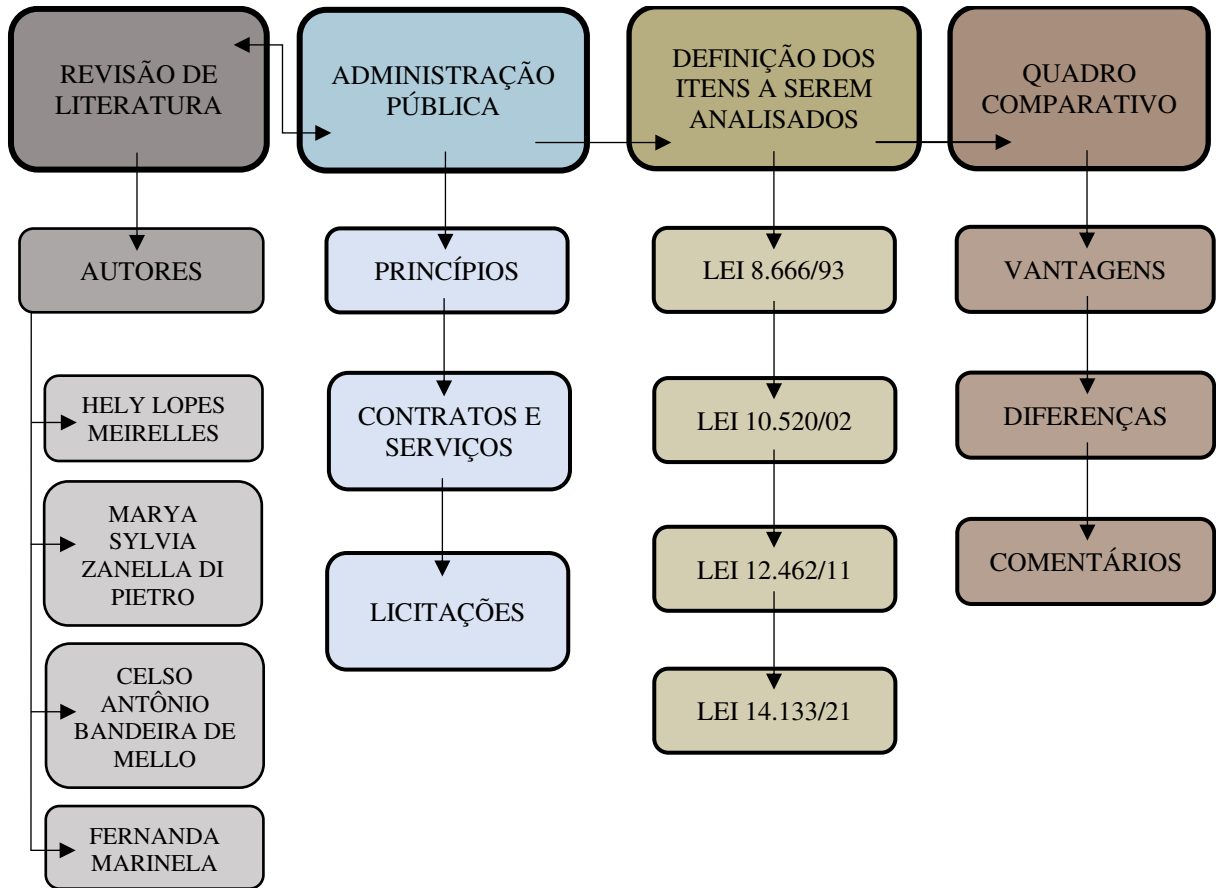 REVISÃO DE
LITERATURA
AUTORES
HELY LOPES
MEIRELLES
MARYA
SYLVIA
ZANELLA DI
PIETRO
CELSO
ANTÔNIO
BANDEIRA DE
MELLO
FERNANDA
MARINELA
ADMINISTRAÇÃO
PÚBLICA
PRINCÍPIOS
CONTRATOS E
SERVIÇOS
LICITAÇÕES
DEFINIÇÃO DOS
ITENS A SEREM
ANALISADOS
LEI 8.666/93
LEI 10.520/02
LEI 12.462/11
LEI 14.133/21
QUADRO
COMPARATIVO
VANTAGENS
DIFERENÇAS
COMENTÁRIOS